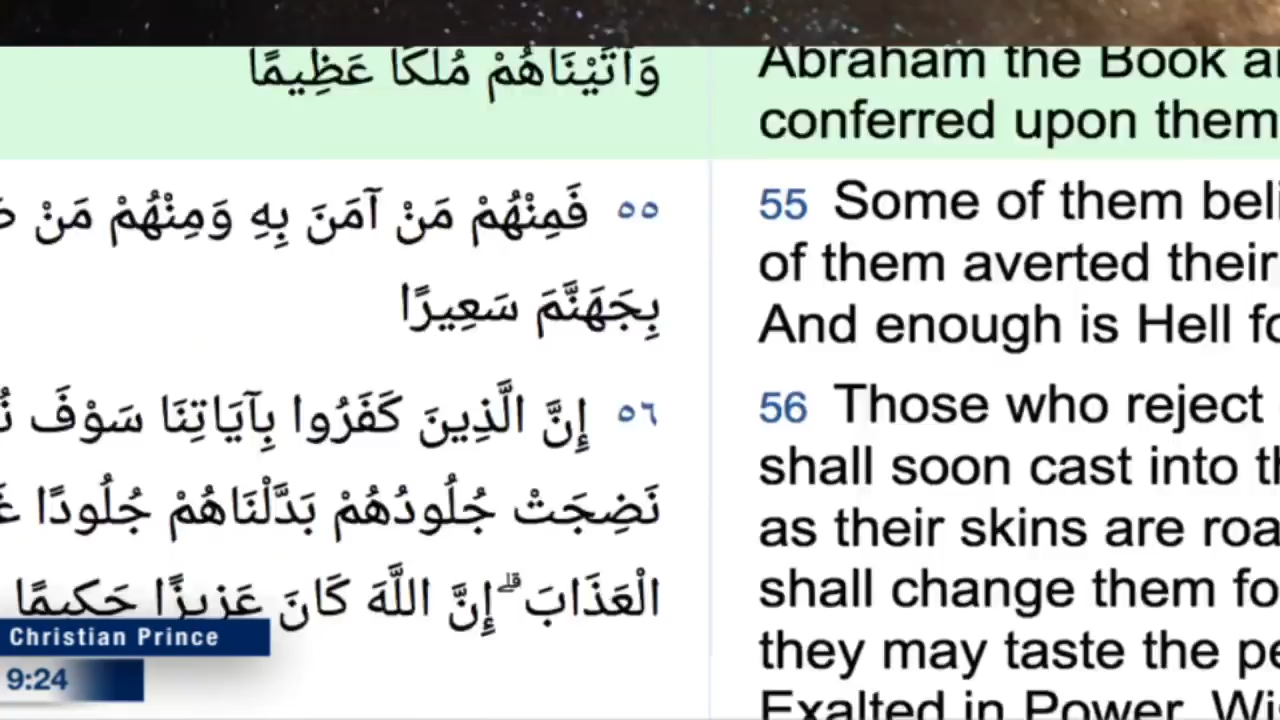 وَآتَيْنَاهُمْ مُلْكًا عَظِيمًا
٥٥ فَمِنْهُمْ مَنْ آمَنَ بِهِ وَمِنْهُمْ مَنْ
بِجَهَنَّمَ سَعِيرًا
٥٦ إِنَّ الَّذِينَ كَفَرُوا بِآيَاتِنَا سَوْفَ
نَضِجَتْ جُلُودُهُمْ بَدَّلْنَاهُمْ جُلُودًا
الْعَذَابَ ۗ إِنَّ اللَّهَ كَانَ عَزِيزًا حَكِيمًا
Abraham the Book
conferred upon them
55 Some of them
of them averted their
And enough is Hell
56 Those who reject
shall soon cast into
as their skins are
shall change them
they may taste the
Exalted in Power,
Christian Prince
9:24